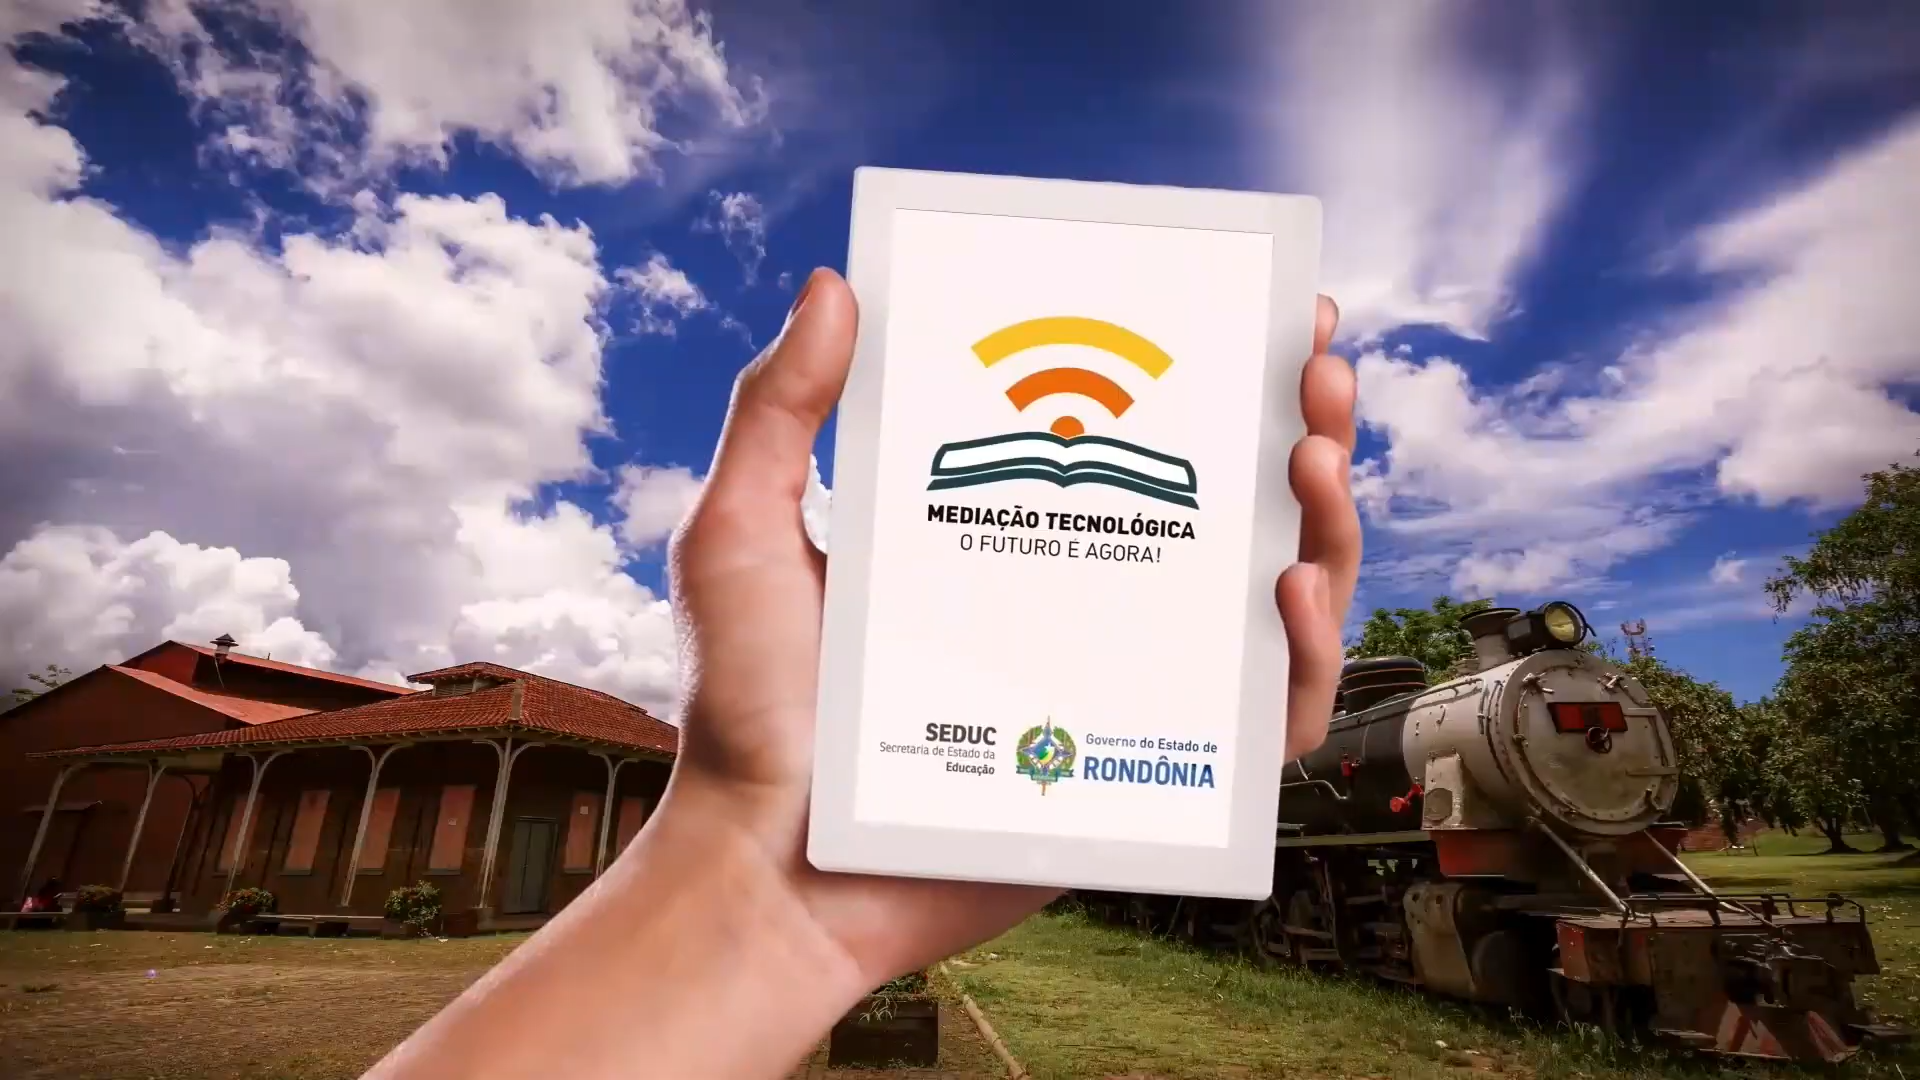 MEDIAÇÃO TECNOLÓGICA
O FUTURO É AGORA!
SEDUC
Secretaria de Estado da
Educação
Governo do Estado de
RONDÔNIA